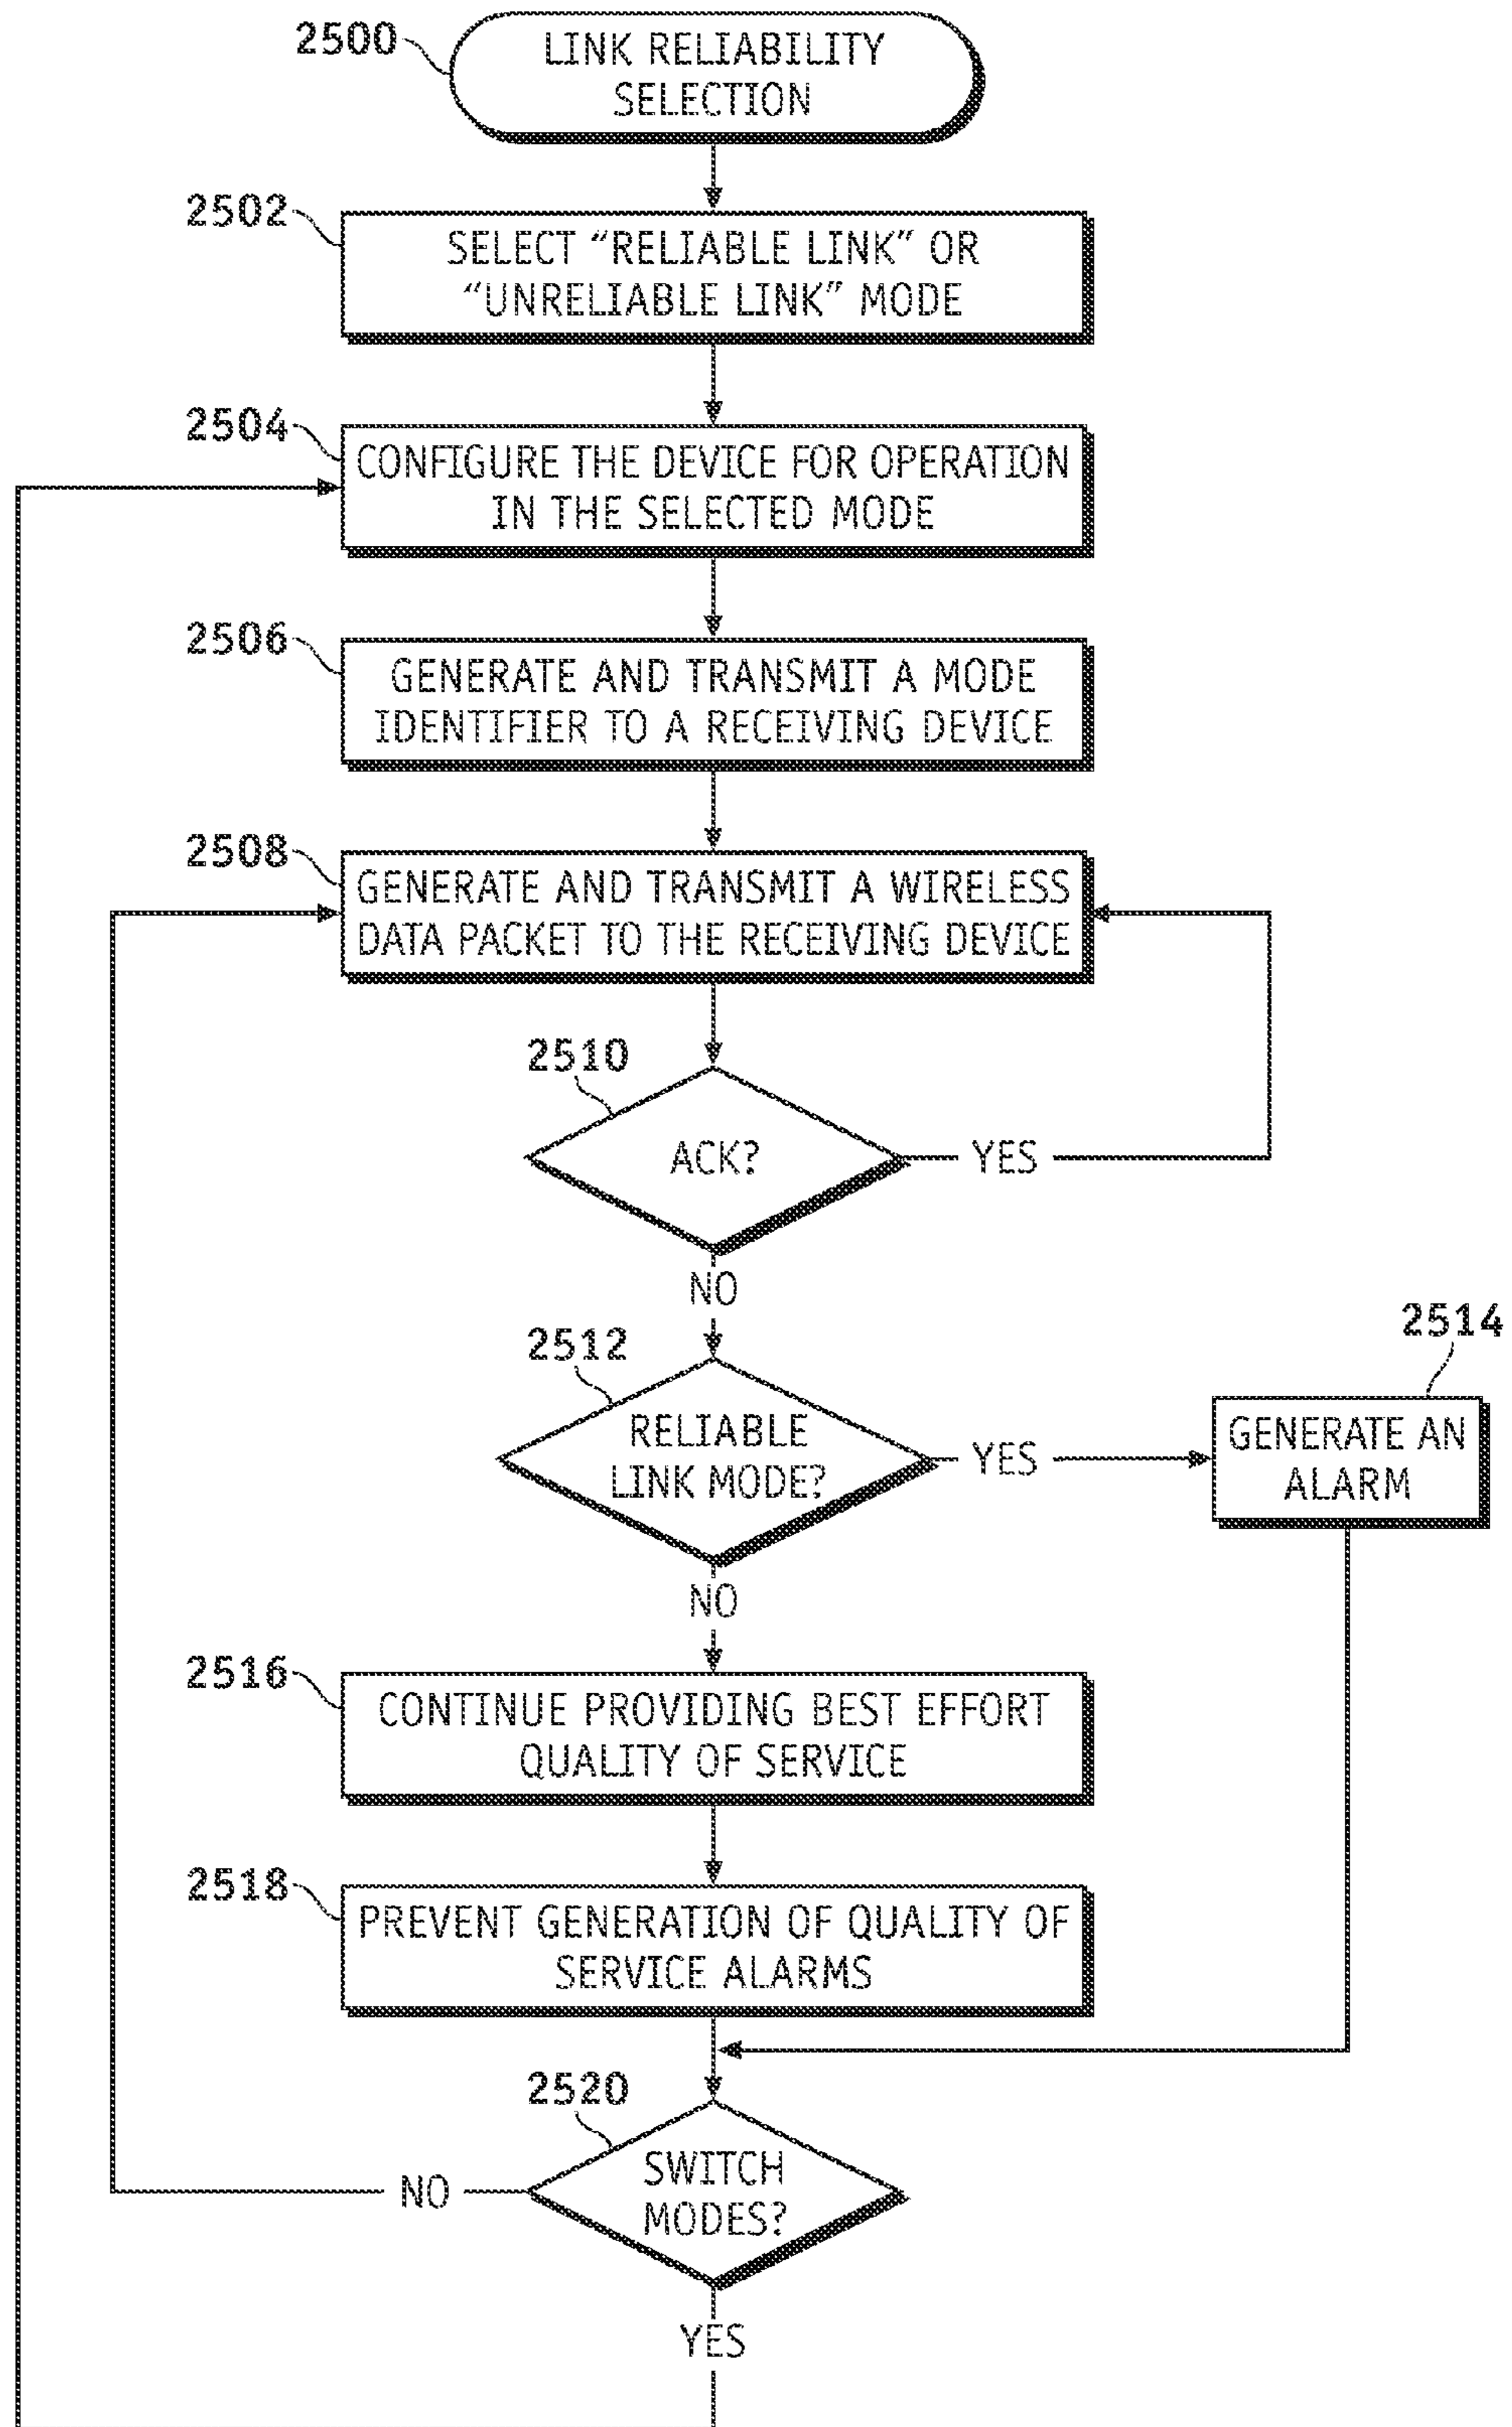 2500
LINK RELIABILITY
SELECTION
2502
SELECT “RELIABLE LINK” OR
“UNRELIABLE LINK” MODE
2504
CONFIGURE THE DEVICE FOR OPERATION
IN THE SELECTED MODE
2506
GENERATE AND TRANSMIT A MODE
IDENTIFIER TO A RECEIVING DEVICE
2508
GENERATE AND TRANSMIT A WIRELESS
DATA PACKET TO THE RECEIVING DEVICE
2510
ACK?
YES
NO
2512
RELIABLE
LINK MODE?
YES
2514
GENERATE AN
ALARM
NO
2516
CONTINUE PROVIDING BEST EFFORT
QUALITY OF SERVICE
2518
PREVENT GENERATION OF QUALITY OF
SERVICE ALARMS
2520
SWITCH
MODES?
NO
YES